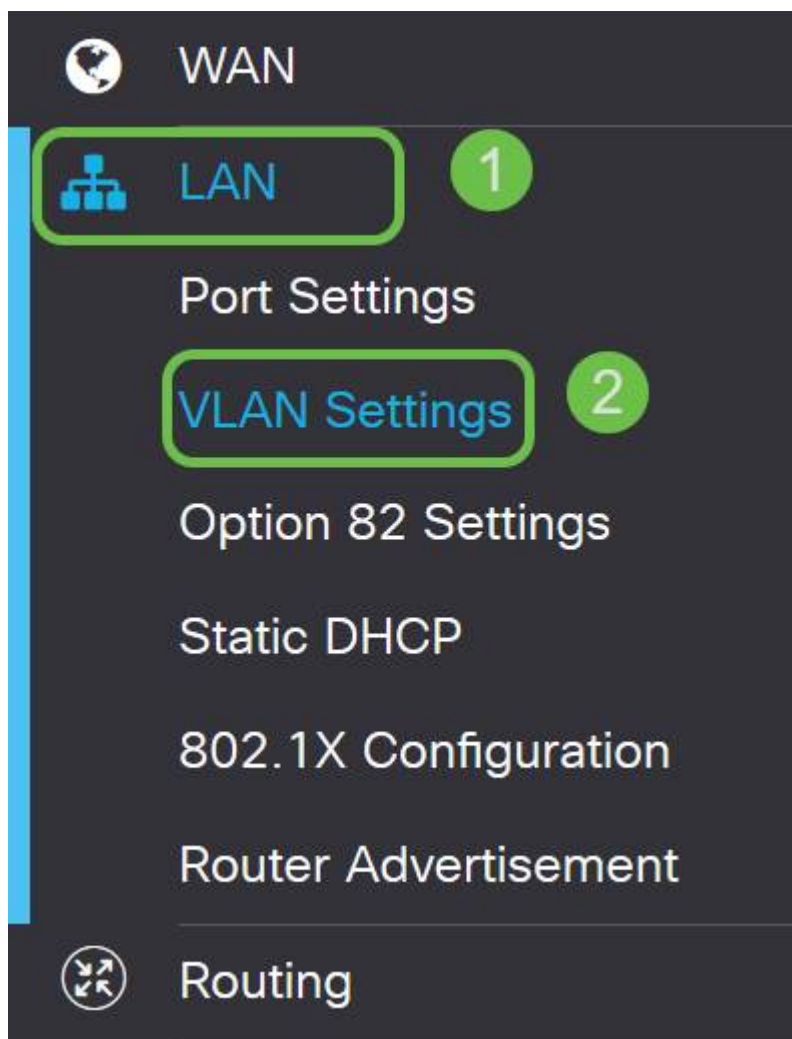 WAN
LAN 1
Port Settings
VLAN Settings 2
Option 82 Settings
Static DHCP
802.1X Configuration
Router Advertisement
Routing